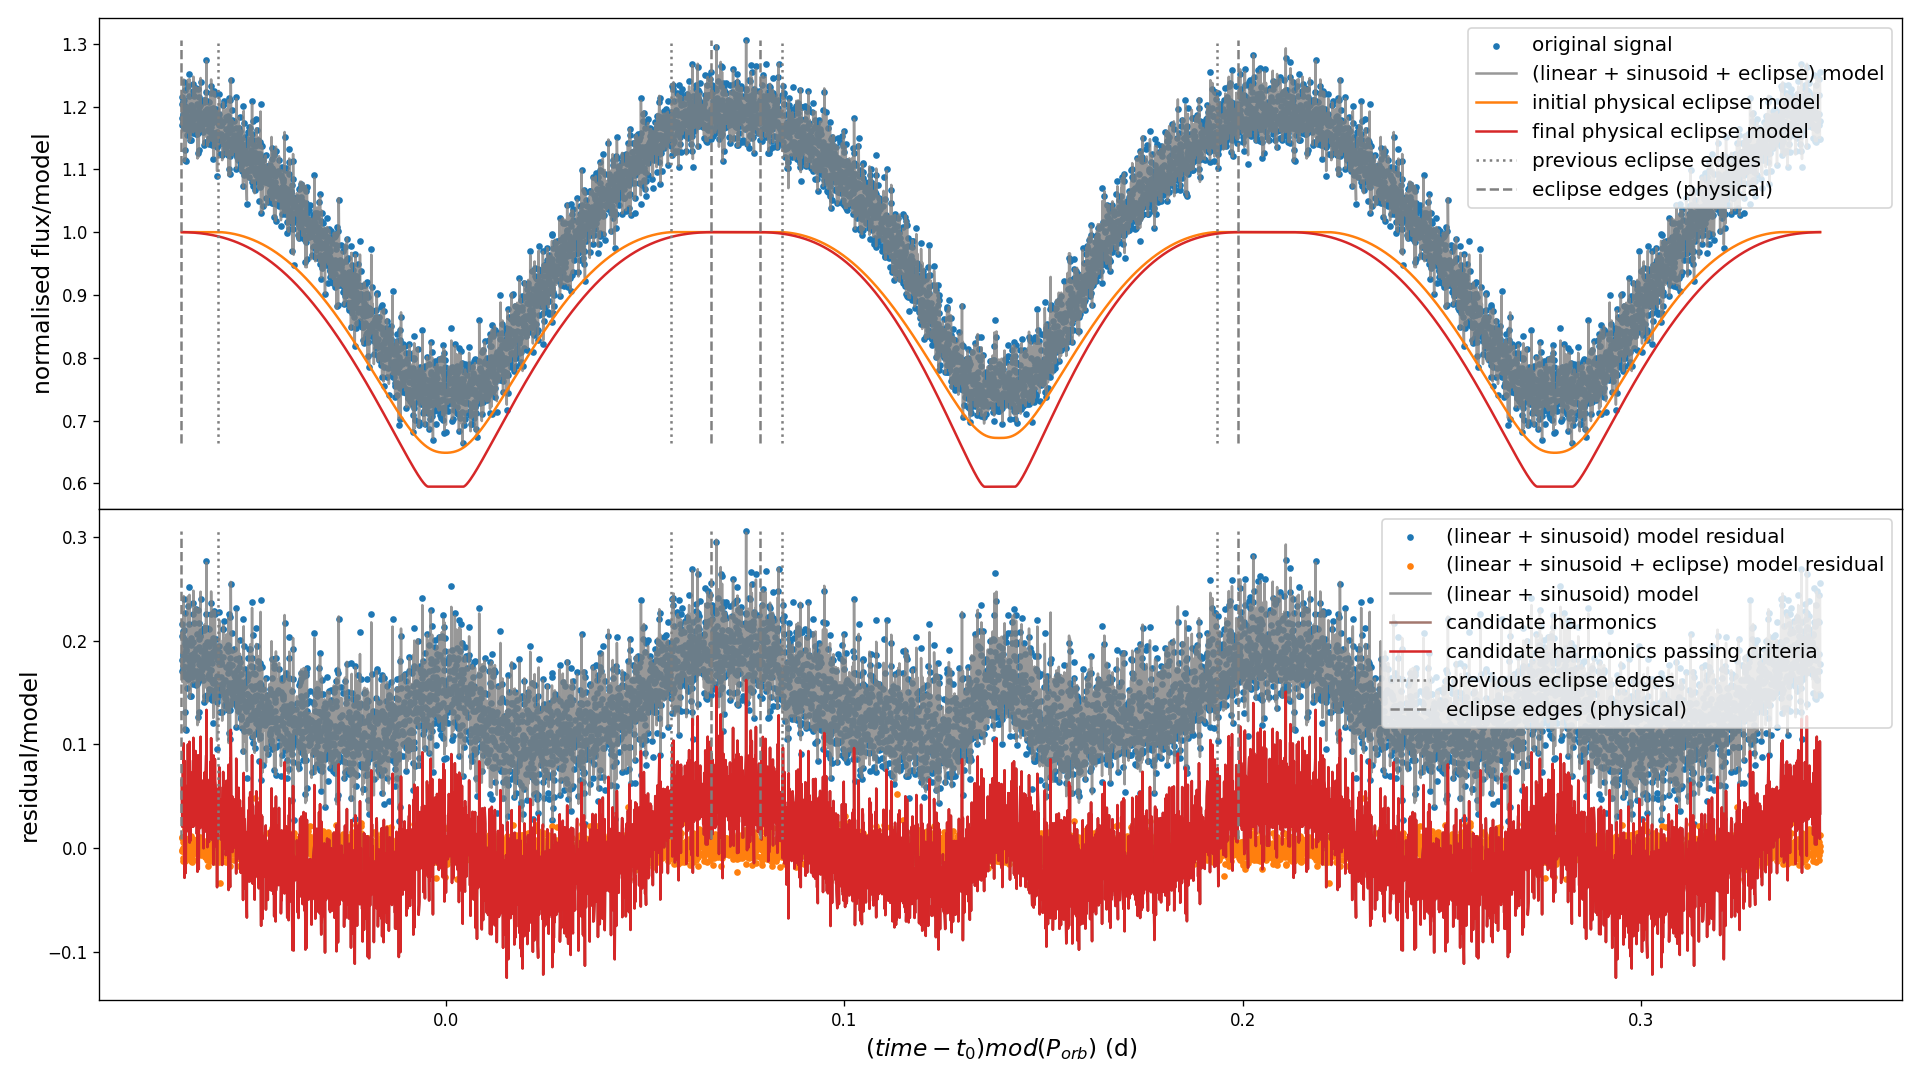 normalised flux/model
1.3
1.2
1.1
1.0
0.9
0.8
0.7
0.6
original signal
(linear + sinusoid + eclipse) model
initial physical eclipse model
final physical eclipse model
previous eclipse edges
eclipse edges (physical)
residual/model
0.3
0.2
0.1
0.0
−0.1
(linear + sinusoid) model residual
(linear + sinusoid + eclipse) model residual
(linear + sinusoid) model
candidate harmonics
candidate harmonics passing criteria
previous eclipse edges
eclipse edges (physical)
0.0 0.1 0.2 0.3
(time − t₀)mod(P_orb) (d)